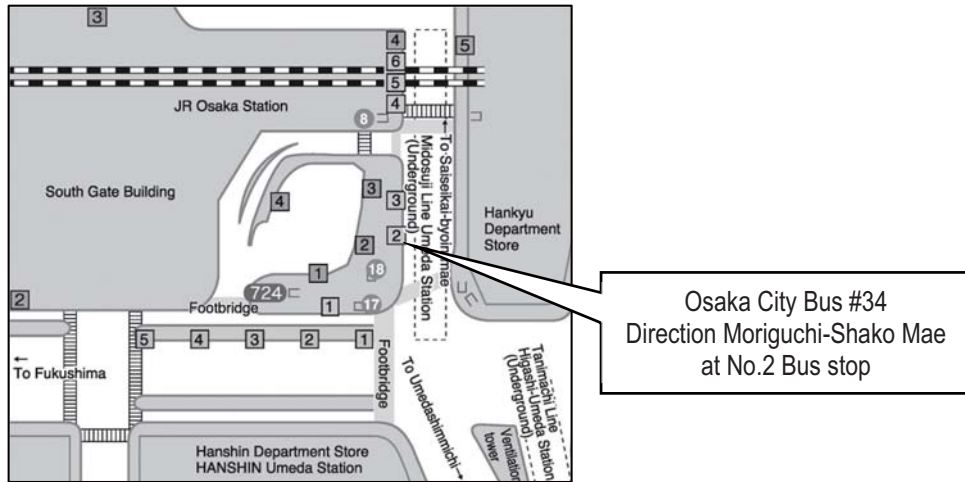 3
4
6
5
5
JR Osaka Station
4
8
To Saiseikai-byoin-mae
Midosuji Line Umeda Station
(Underground)
South Gate Building
3
4
3
Hankyu
Department
Store
2
2
18
1
724
17
1
2
Footbridge
5
4
3
2
1
Footbridge
←
To Fukushima
To Umedashimmichi→
Tanimachi Line
Higashi-Umeda Station
(Underground)
Ventilation
tower
Hanshin Department Store
HANSHIN Umeda Station
Osaka City Bus #34
Direction Moriguchi-Shako Mae
at No.2 Bus stop